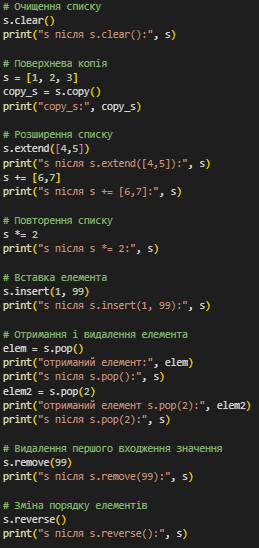 # Очищення списку
s.clear()
print("s після s.clear():", s)
# Поверхнева копія
s = [1, 2, 3]
copy_s = s.copy()
print("copy_s:", copy_s)
# Розширення списку
s.extend([4,5])
print("s після s.extend([4,5]):", s)
s += [6,7]
print("s після s += [6,7]:", s)
# Повторення списку
s *= 2
print("s після s *= 2:", s)
# Вставка елемента
s.insert(1, 99)
print("s після s.insert(1, 99):", s)
# Отримання і видалення елемента
elem = s.pop()
print("отриманий елемент:", elem)
print("s після s.pop():", s)
elem2 = s.pop(2)
print("отриманий елемент s.pop(2):", elem2)
print("s після s.pop(2):", s)
# Видалення першого входження значення
s.remove(99)
print("s після s.remove(99):", s)
# Зміна порядку елементів
s.reverse()
print("s після s.reverse():", s)